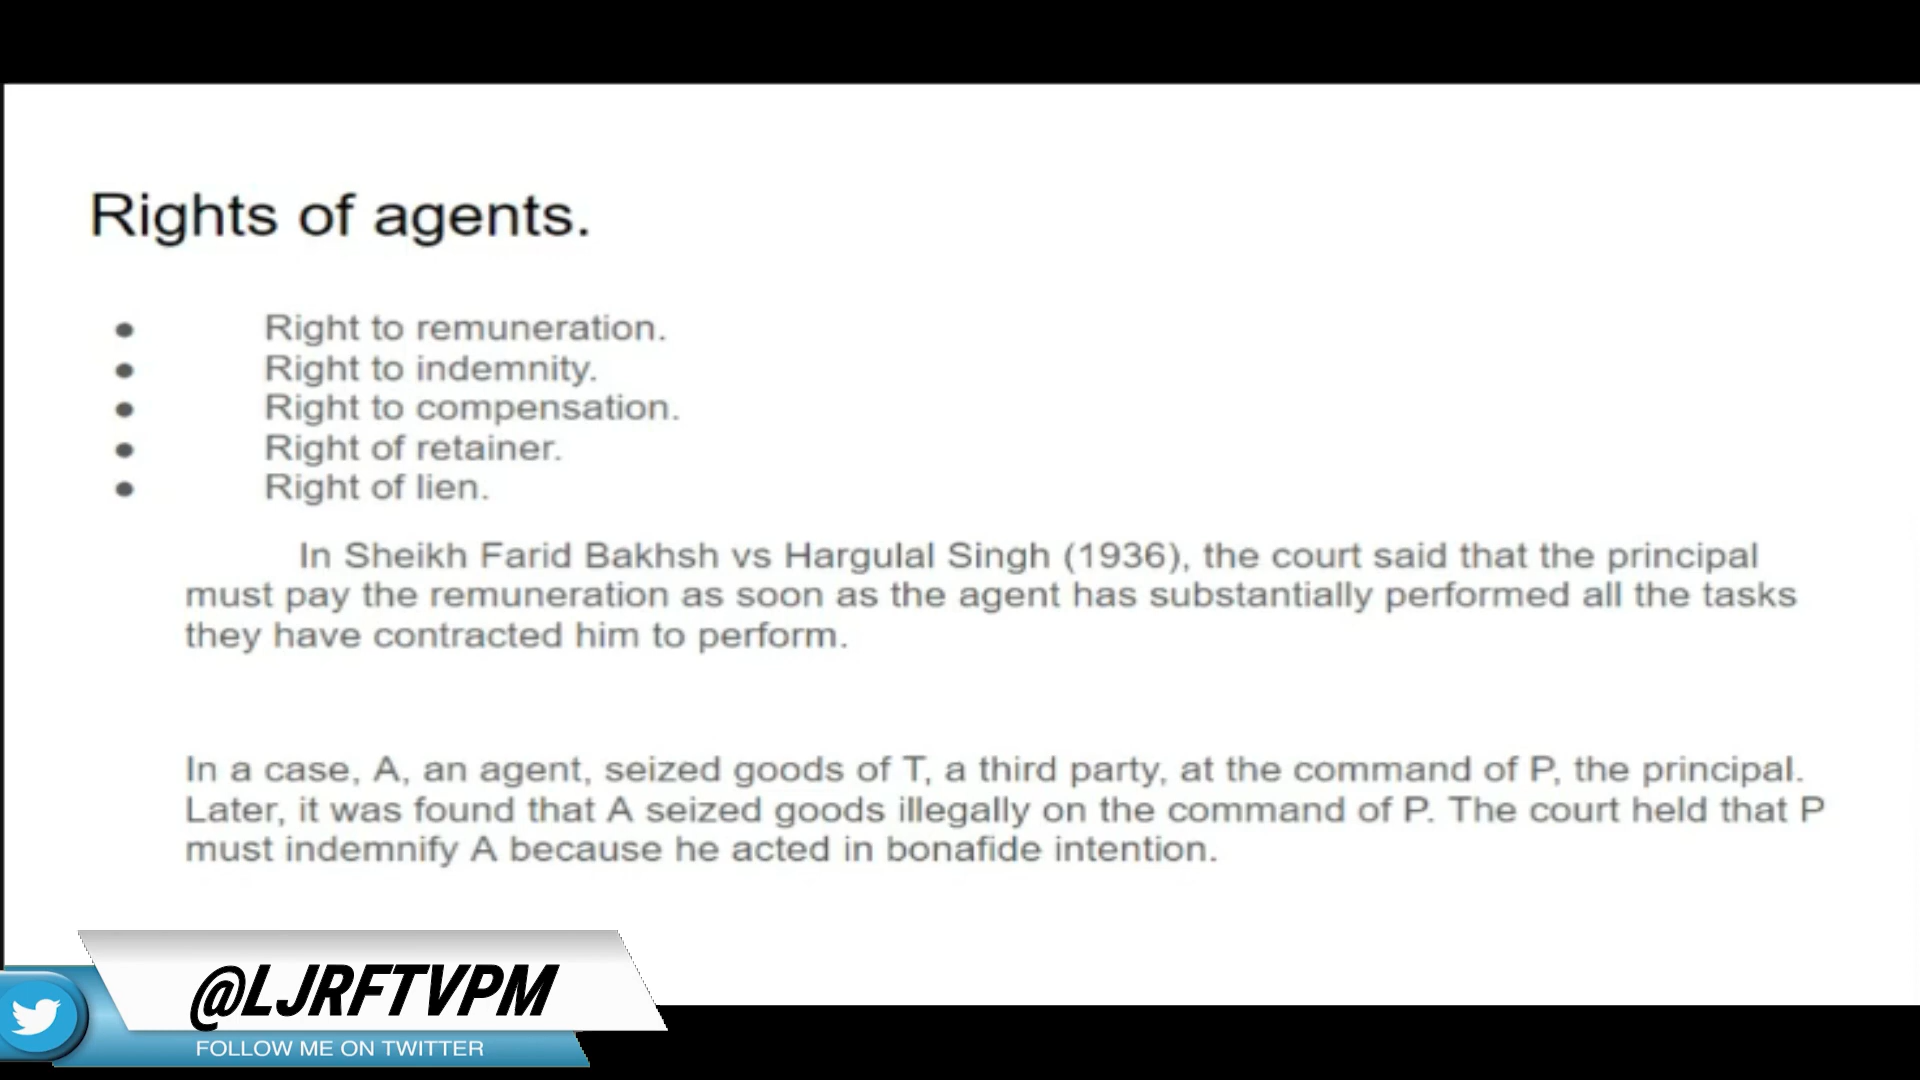 Rights of agents.
● Right to remuneration.
● Right to indemnity.
● Right to compensation.
● Right of retainer.
● Right of lien.
In Sheikh Farid Bakhsh vs Hargulal Singh (1936), the court said that the principal
must pay the remuneration as soon as the agent has substantially performed all the tasks
they have contracted him to perform.
In a case, A, an agent, seized goods of T, a third party, at the command of P, the principal.
Later, it was found that A seized goods illegally on the command of P. The court held that P
must indemnify A because he acted in bonafide intention.
@LJRFTVPM
FOLLOW ME ON TWITTER